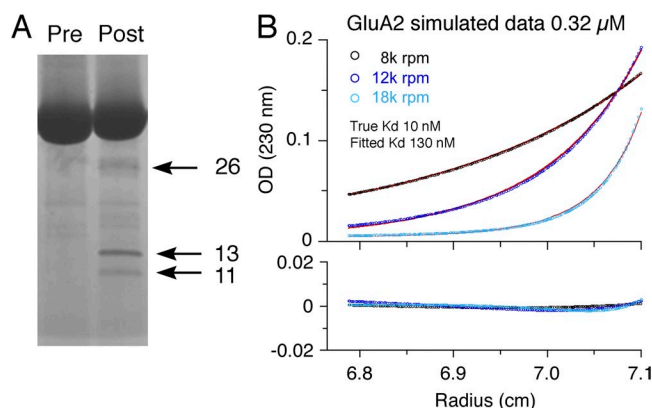 A
Pre Post
26
13
11
B
GluA2 simulated data 0.32 µM
8k rpm
12k rpm
18k rpm
True Kd 10 nM
Fitted Kd 130 nM
OD (230 nm)
0.2
0.1
0
0.02
0
-0.02
6.8 6.9 7.0 7.1
Radius (cm)